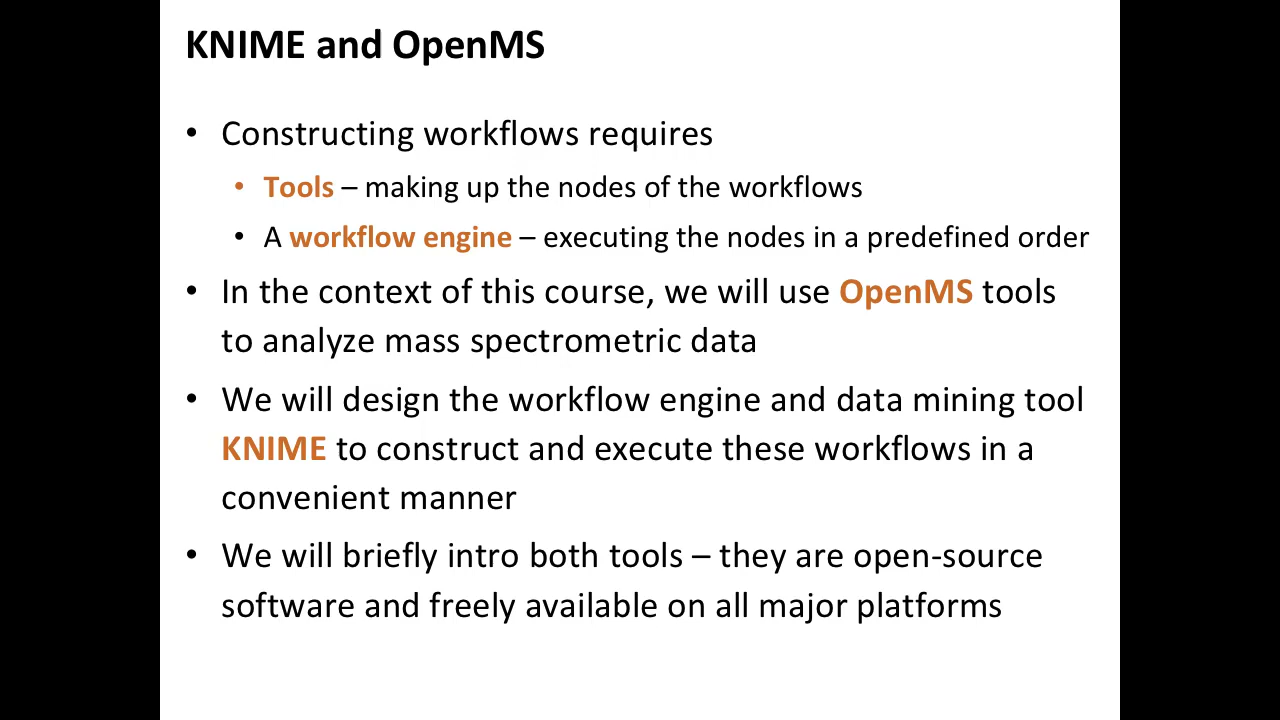 KNIME and OpenMS
• Constructing workflows requires
• Tools – making up the nodes of the workflows
• A workflow engine – executing the nodes in a predefined order
• In the context of this course, we will use OpenMS tools
to analyze mass spectrometric data
• We will design the workflow engine and data mining tool
KNIME to construct and execute these workflows in a
convenient manner
• We will briefly intro both tools – they are open-source
software and freely available on all major platforms